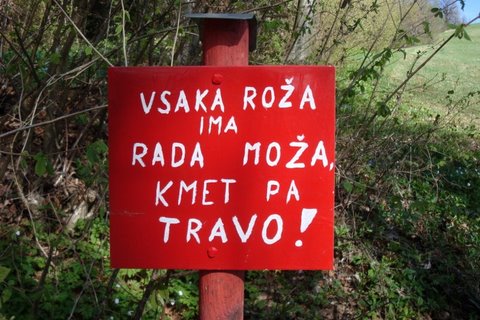 VSAKA ROŽA
IMA
RADA MOŽA,
KMET PA
TRAVO!